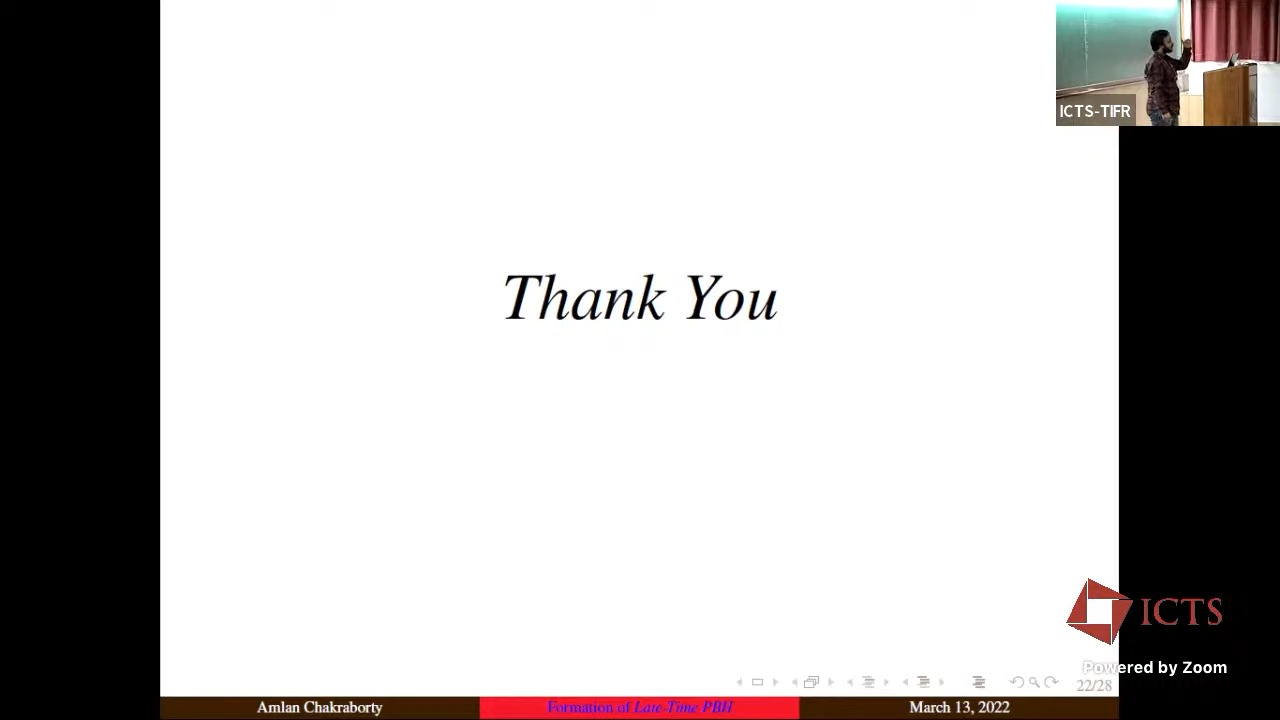 ICTS-TIFR
Thank You
ICTS
Powered by Zoom
22/28
Amlan Chakraborty
Formation of Late-Time PBH
March 13, 2022